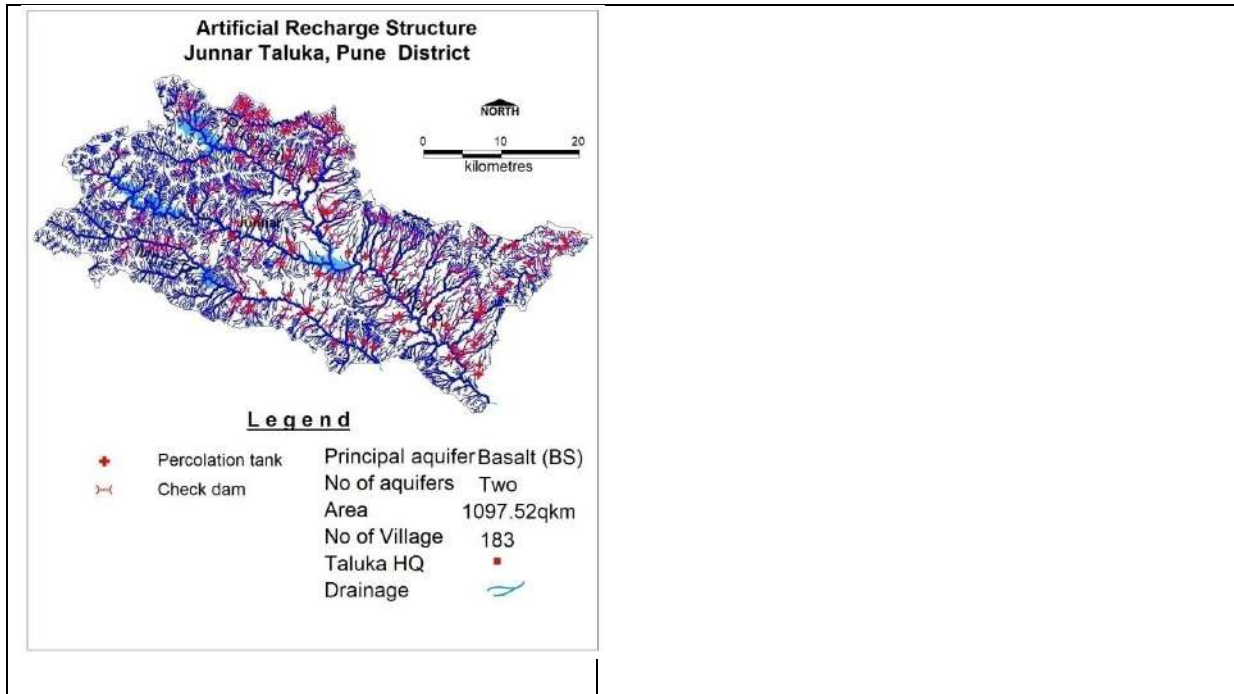 Artificial Recharge Structure
Junnar Taluka, Pune District
NORTH
0 10 20
kilometres
Junnar
Legend
Percolation tank
Check dam
Principal aquifer Basalt (BS)
No of aquifers Two
Area 1097.52qkm
No of Village 183
Taluka HQ
Drainage